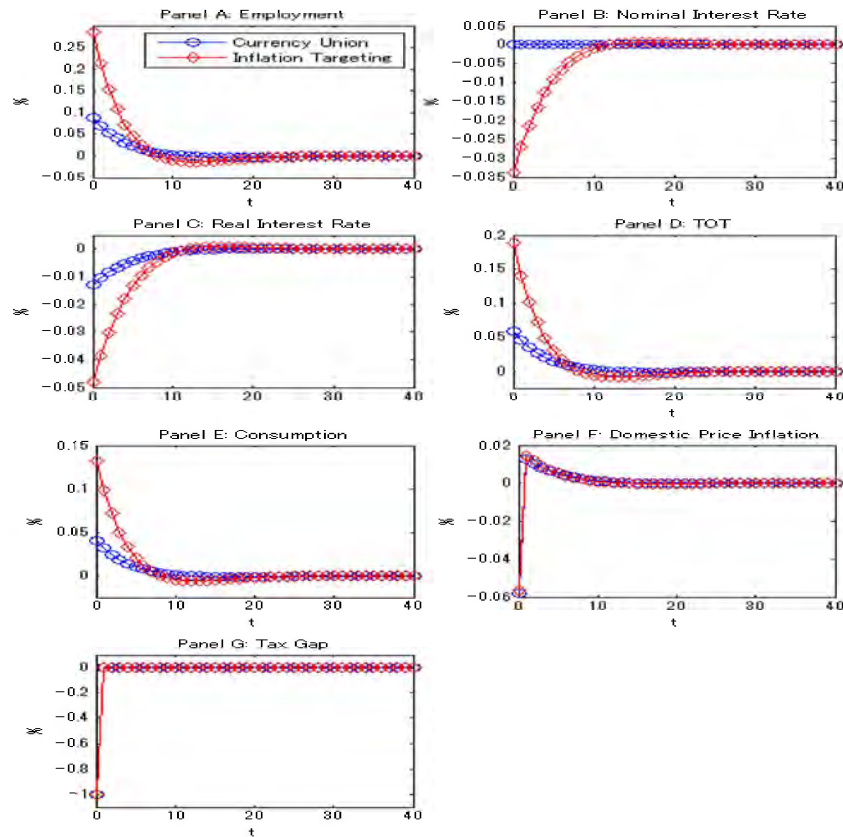 Panel A: Employment
Panel B: Nominal Interest Rate
0.25
0.2
0.15
0.1
0.05
0
-0.05
%
Currency Union
Inflation Targeting
0 10 20 30 40
t
0.005
0
-0.005
-0.01
-0.015
-0.02
-0.025
-0.03
-0.035
%
0 10 20 30 40
t
Panel C: Real Interest Rate
Panel D: TOT
0
-0.01
-0.02
-0.03
-0.04
-0.05
%
0 10 20 30 40
t
0.2
0.15
0.1
0.05
0
%
0 10 20 30 40
t
Panel E: Consumption
Panel F: Domestic Price Inflation
0.15
0.1
0.05
0
%
0 10 20 30 40
t
0.02
0
-0.02
-0.04
-0.06
%
0 10 20 30 40
t
Panel G: Tax Gap
0
-0.2
-0.4
-0.6
-0.8
-1
%
0 10 20 30 40
t